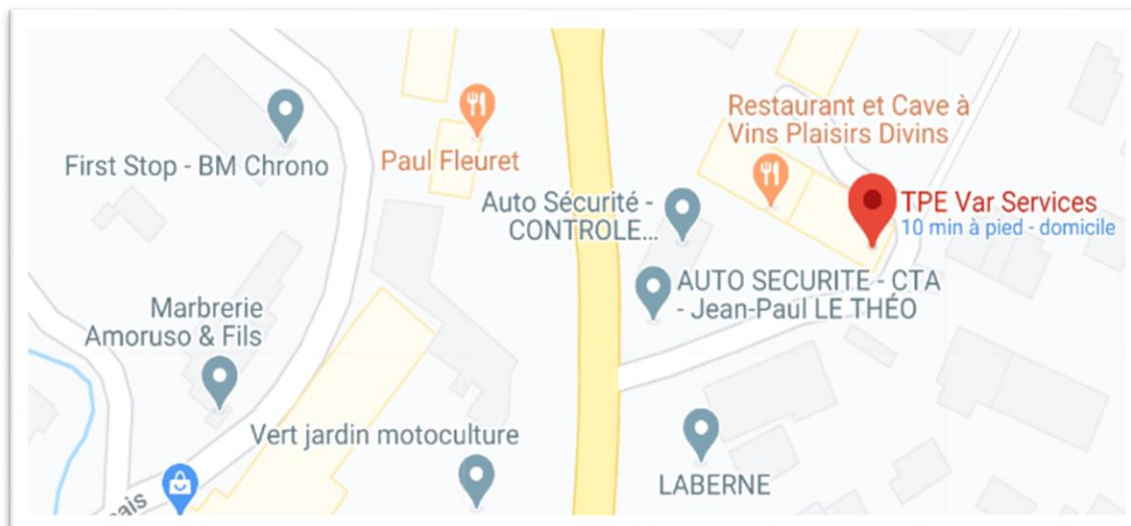 First Stop - BM Chrono
Paul Fleuret
Restaurant et Cave à
Vins Plaisirs Divins
Auto Sécurité -
CONTROLE...
TPE Var Services
10 min à pied - domicile
AUTO SECURITE - CTA
- Jean-Paul LE THÉO
Marbrerie
Amoruso & Fils
Vert jardin motoculture
LABERNE
ais